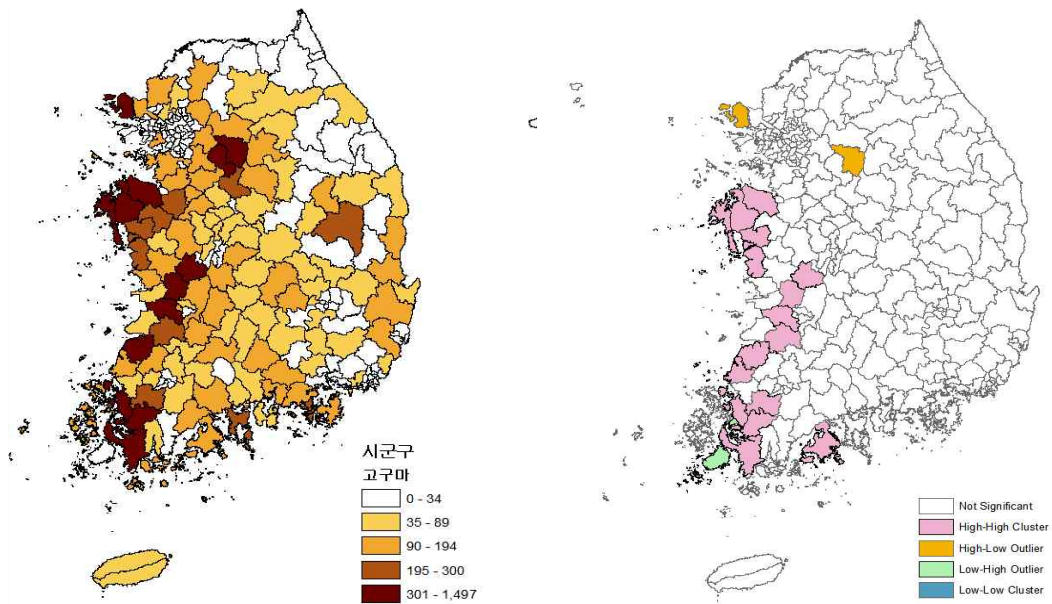 시군구
고구마
0 - 34
35 - 89
90 - 194
195 - 300
301 - 1,497
Not Significant
High-High Cluster
High-Low Outlier
Low-High Outlier
Low-Low Cluster